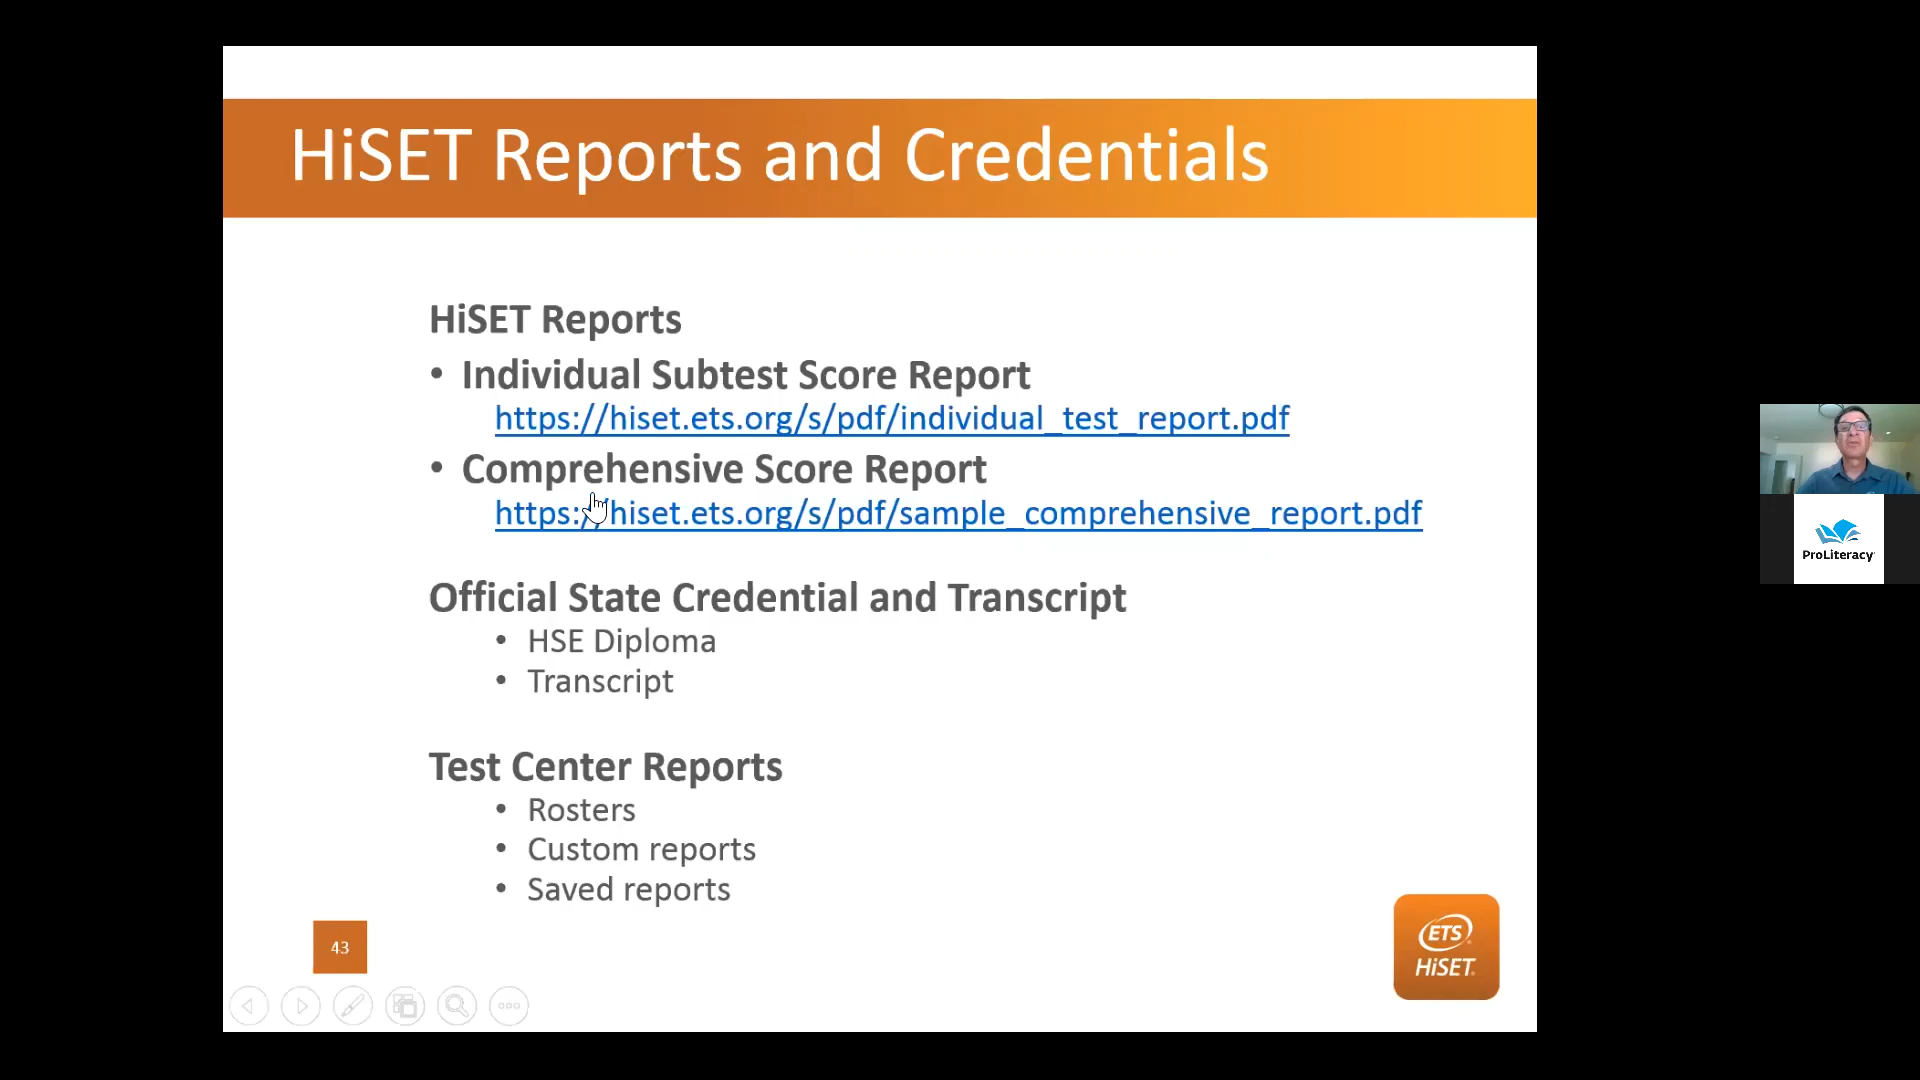 HiSET Reports and Credentials
HiSET Reports
• Individual Subtest Score Report
https://hiset.ets.org/s/pdf/individual_test_report.pdf
• Comprehensive Score Report
https://hiset.ets.org/s/pdf/sample_comprehensive_report.pdf
Official State Credential and Transcript
• HSE Diploma
• Transcript
Test Center Reports
• Rosters
• Custom reports
• Saved reports
43
ETS
HiSET
ProLiteracy